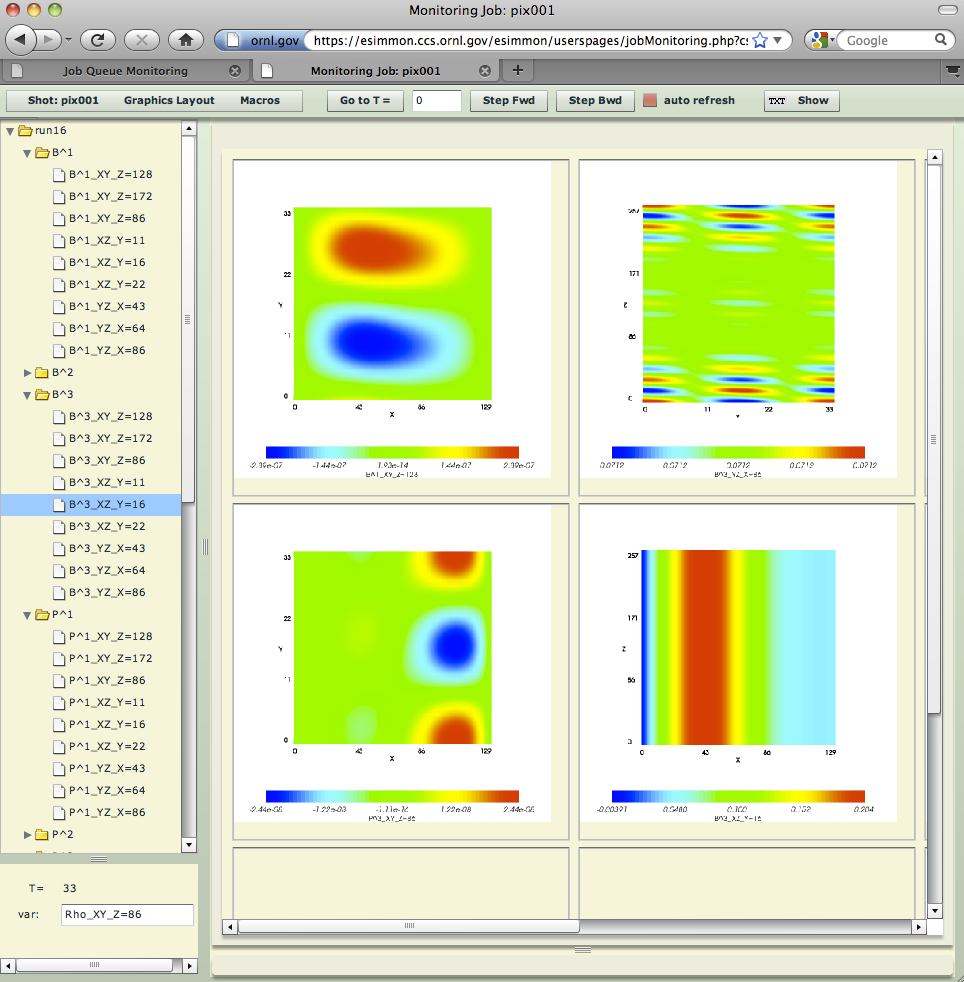 Monitoring Job: pix001
ornl.gov https://esimmon.ccs.ornl.gov/esimmon/userspages/jobMonitoring.php?c Google
Job Queue Monitoring Monitoring Job: pix001
Shot: pix001 Graphics Layout Macros Go to T = 0 Step Fwd Step Bwd auto refresh TXT Show
run16
B^1
B^1_XY_Z=128
B^1_XY_Z=172
B^1_XY_Z=86
B^1_XZ_Y=11
B^1_XZ_Y=16
B^1_XZ_Y=22
B^1_YZ_X=43
B^1_YZ_X=64
B^1_YZ_X=86
B^2
B^3
B^3_XY_Z=128
B^3_XY_Z=172
B^3_XY_Z=86
B^3_XZ_Y=11
B^3_XZ_Y=16
B^3_XZ_Y=22
B^3_YZ_X=43
B^3_YZ_X=64
B^3_YZ_X=86
P^1
P^1_XY_Z=128
P^1_XY_Z=172
P^1_XY_Z=86
P^1_XZ_Y=11
P^1_XZ_Y=16
P^1_XZ_Y=22
P^1_YZ_X=43
P^1_YZ_X=64
P^1_YZ_X=86
P^2
T= 33
var: Rho_XY_Z=86
33
22
Y
11
0
0 43 86 129
X
-2.89e-07 -1.44e-07 1.93e-14 1.44e-07 2.89e-07
B^1_XY_Z=128
257
171
Z
86
0
0 11 22 33
Y
0.0712 0.0712 0.0712 0.0712 0.0712
B^3_YZ_X=86
33
22
Y
11
0
0 43 86 129
X
-2.44e-08 -1.22e-08 -1.11e-16 1.22e-08 2.44e-08
P^3_XY_Z=86
257
171
Z
86
0 43 86 129
X
-0.00391 0.0480 0.100 0.152 0.204
B^3_XZ_Y=16